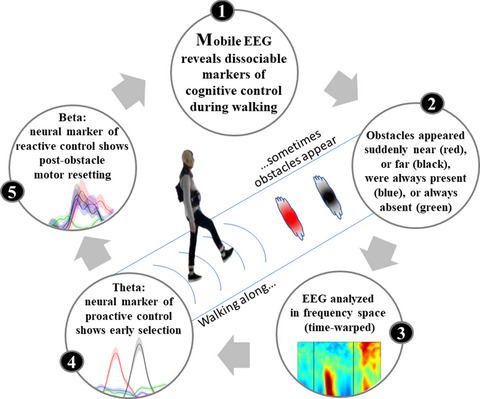 1
Mobile EEG
reveals dissociable
markers of
cognitive control
during walking
2
Obstacles appeared
suddenly near (red),
or far (black),
were always present
(blue), or always
absent (green)
3
EEG analyzed
in frequency space
(time-warped)
4
Theta:
neural marker of
proactive control
shows early selection
5
Beta:
neural marker of
reactive control shows
post-obstacle
motor resetting
...sometimes
obstacles appear
Walking along...